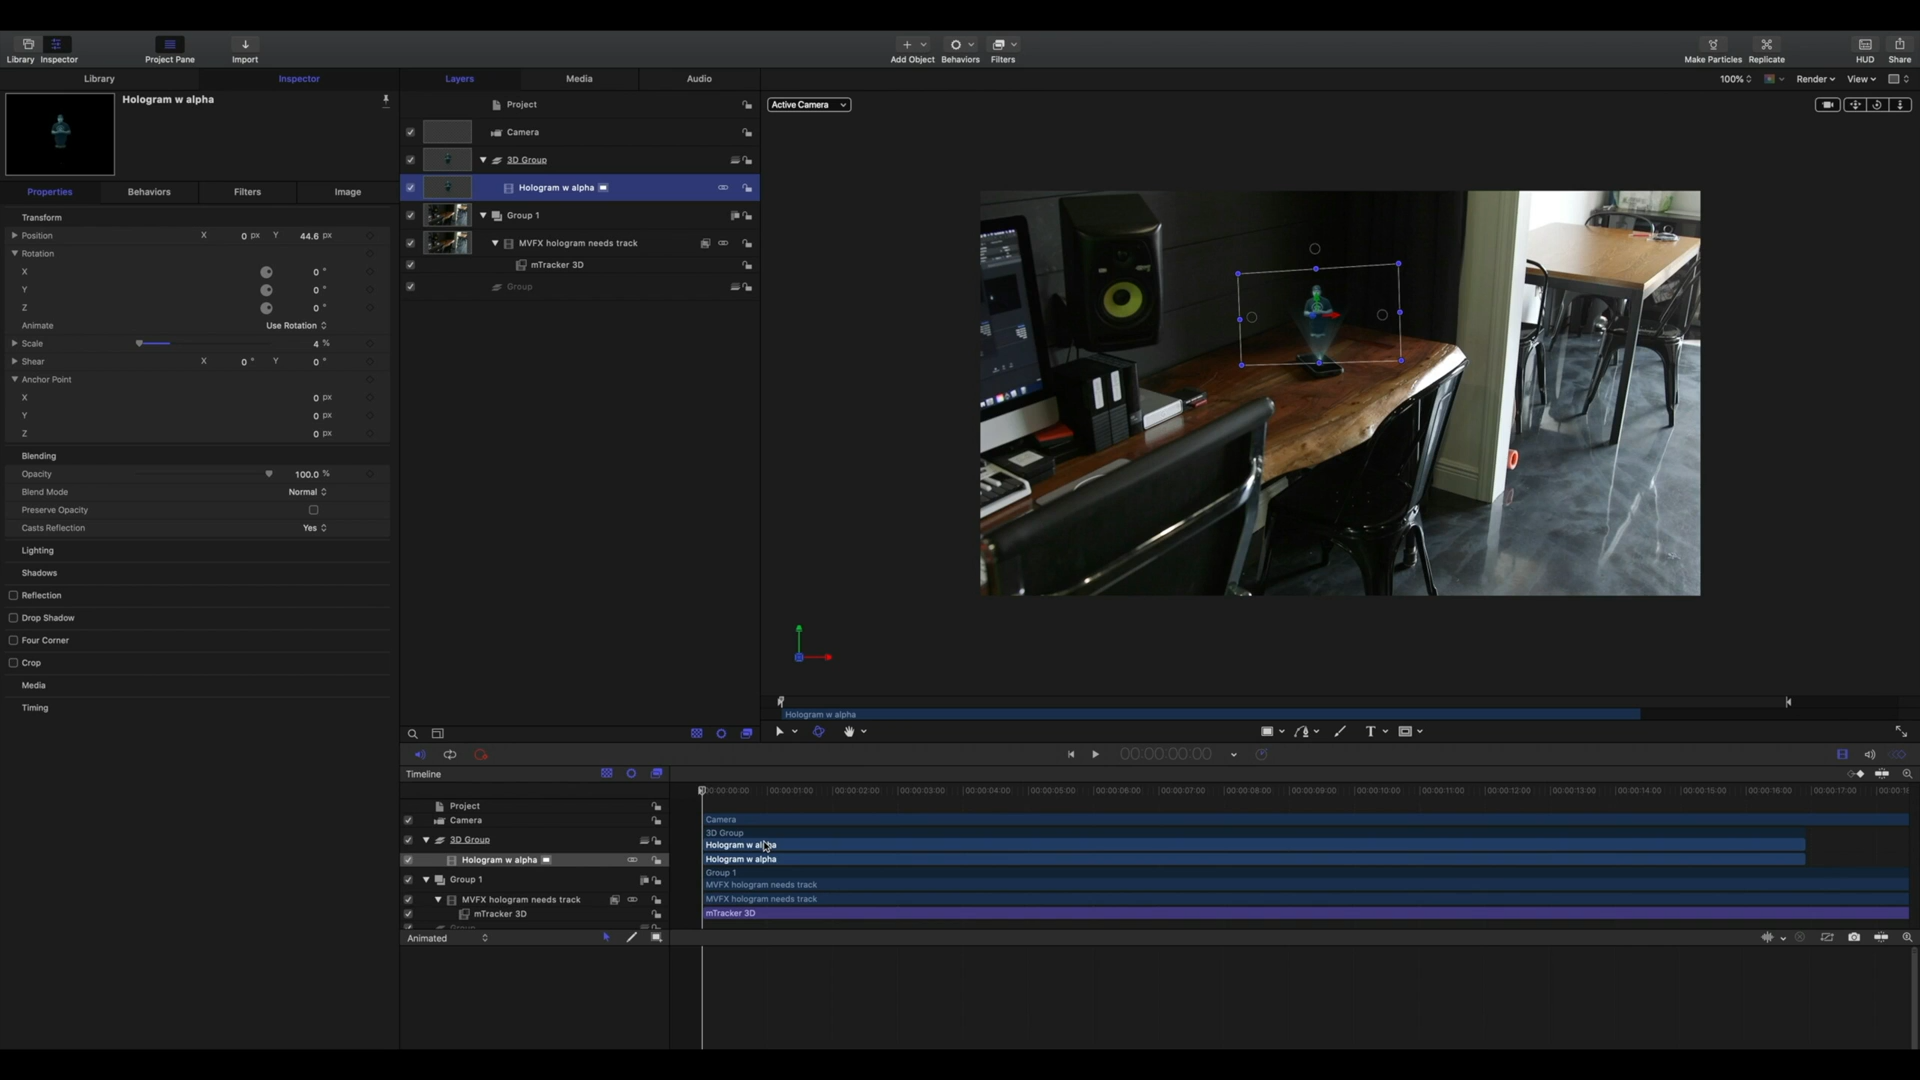 Library
Inspector
Project Pane
Import
Add Object
Behaviors
Filters
Make Particles
Replicate
HUD
Share
Library
Inspector
Layers
Media
Audio
100%
Render
View
Hologram w alpha
Properties
Behaviors
Filters
Image
Transform
Position X 0 px Y 44.6 px
Rotation
X 0 °
Y 0 °
Z 0 °
Animate Use Rotation
Scale 4 %
Shear X 0 ° Y 0 °
Anchor Point
X 0 px
Y 0 px
Z 0 px
Blending
Opacity 100.0 %
Blend Mode Normal
Preserve Opacity
Casts Reflection Yes
Lighting
Shadows
Reflection
Drop Shadow
Four Corner
Crop
Media
Timing
Project
Camera
3D Group
Hologram w alpha
Group 1
MVFX hologram needs track
mTracker 3D
Group
Active Camera
Hologram w alpha
T
00:00:00:00
Timeline
Project
Camera
3D Group
Hologram w alpha
Group 1
MVFX hologram needs track
mTracker 3D
Animated
00:00:00:00 00:00:01:00 00:00:02:00 00:00:03:00 00:00:04:00 00:00:05:00 00:00:06:00 00:00:07:00 00:00:08:00 00:00:09:00 00:00:10:00 00:00:11:00 00:00:12:00 00:00:13:00 00:00:14:00 00:00:15:00 00:00:16:00 00:00:17:00
Camera
3D Group
Hologram w alpha
Hologram w alpha
Group 1
MVFX hologram needs track
MVFX hologram needs track
mTracker 3D